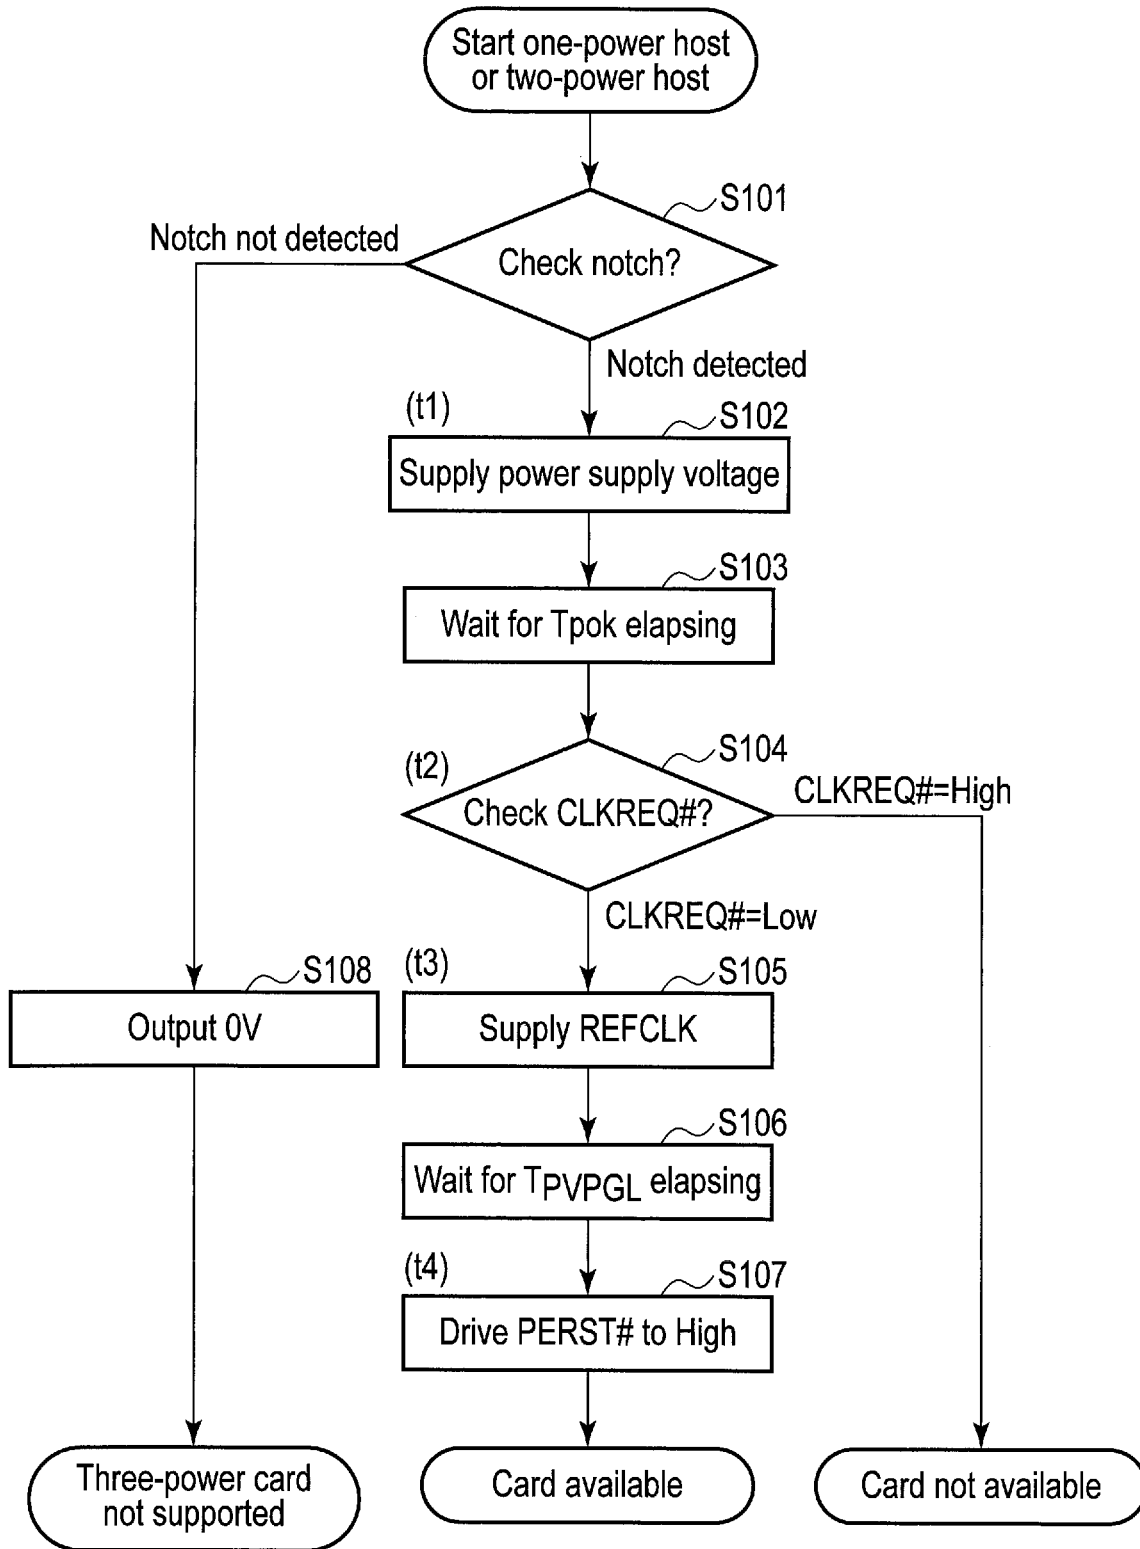 Start one-power host
or two-power host
S101
Notch not detected
Check notch?
Notch detected
(t1)
S102
Supply power supply voltage
S103
Wait for Tpok elapsing
(t2)
S104
CLKREQ#=High
Check CLKREQ#?
CLKREQ#=Low
S108
(t3)
S105
Output 0V
Supply REFCLK
S106
Wait for TPVPGL elapsing
(t4)
S107
Drive PERST# to High
Three-power card
not supported
Card available
Card not available